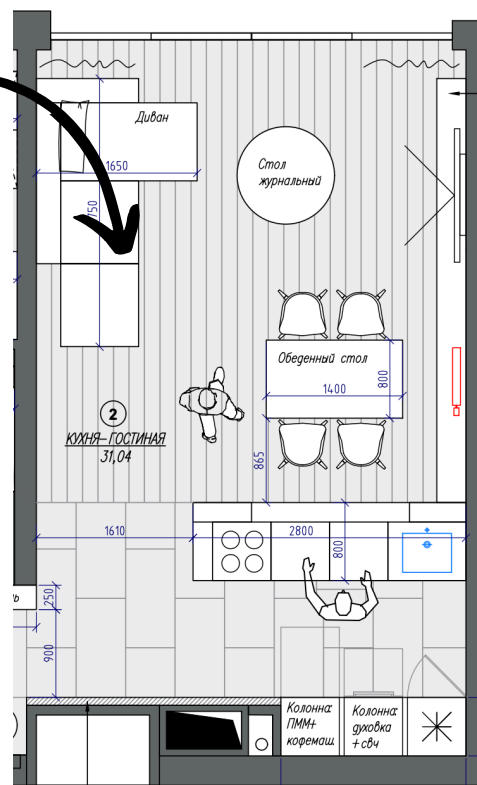 Диван
1650
750
Стол
журнальный
Обеденный стол
1400
800
2
КУХНЯ-ГОСТИНАЯ
31,04
865
1610
2800
800
250
900
Колонна:
ПММ+
кофемаш.
Колонна:
духовка
+ свч